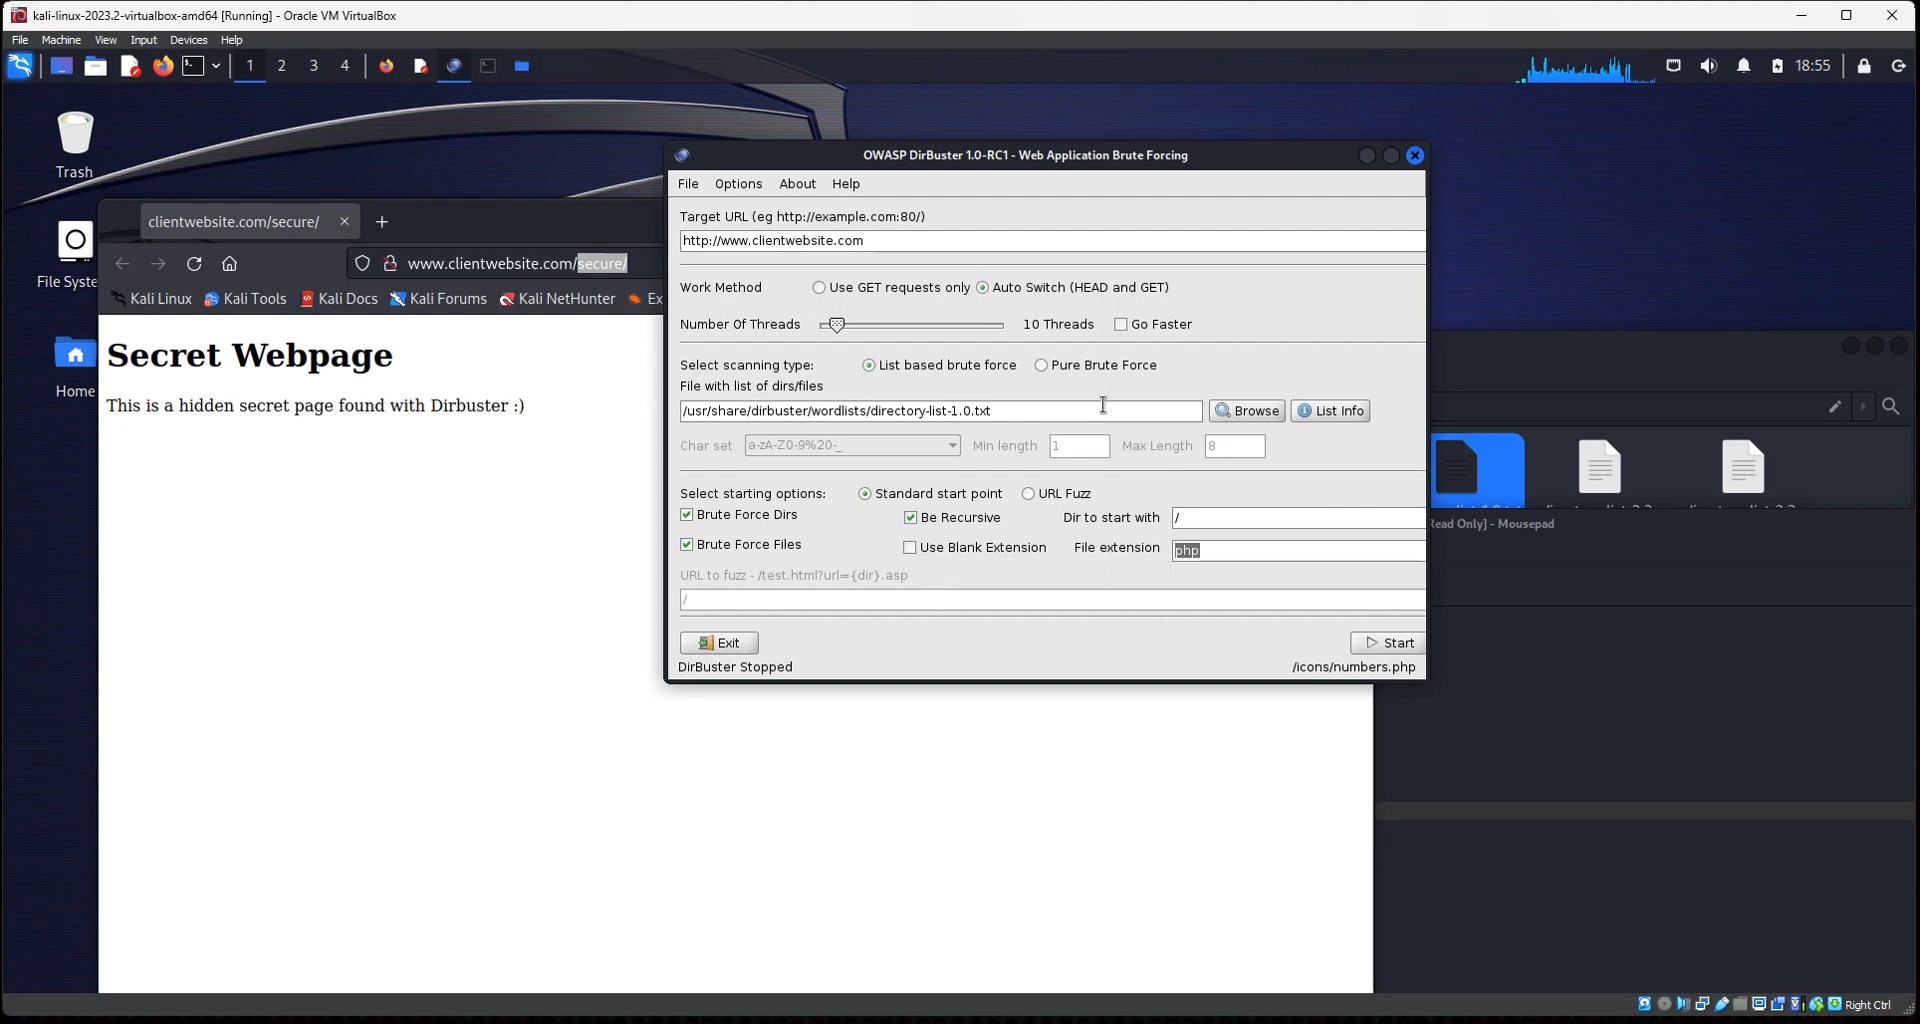 kali-linux-2023.2-virtualbox-amd64 [Running] - Oracle VM VirtualBox
File Machine View Input Devices Help
1 2 3 4 18:55
Trash
File Syste
Home
clientwebsite.com/secure/
www.clientwebsite.com/secure/
Kali Linux Kali Tools Kali Docs Kali Forums Kali NetHunter Ex
Secret Webpage
This is a hidden secret page found with Dirbuster :)
OWASP DirBuster 1.0-RC1 - Web Application Brute Forcing
File Options About Help
Target URL (eg http://example.com:80/)
http://www.clientwebsite.com
Work Method Use GET requests only Auto Switch (HEAD and GET)
Number Of Threads 10 Threads Go Faster
Select scanning type: List based brute force Pure Brute Force
File with list of dirs/files
/usr/share/dirbuster/wordlists/directory-list-1.0.txt Browse List Info
Char set a-zA-Z0-9%20-_ Min length 1 Max Length 8
Select starting options: Standard start point URL Fuzz
Brute Force Dirs Be Recursive Dir to start with /
Brute Force Files Use Blank Extension File extension php
URL to fuzz - /test.html?url={dir}.asp
/
Exit Start
DirBuster Stopped /icons/numbers.php
Read Only] - Mousepad
Right Ctrl